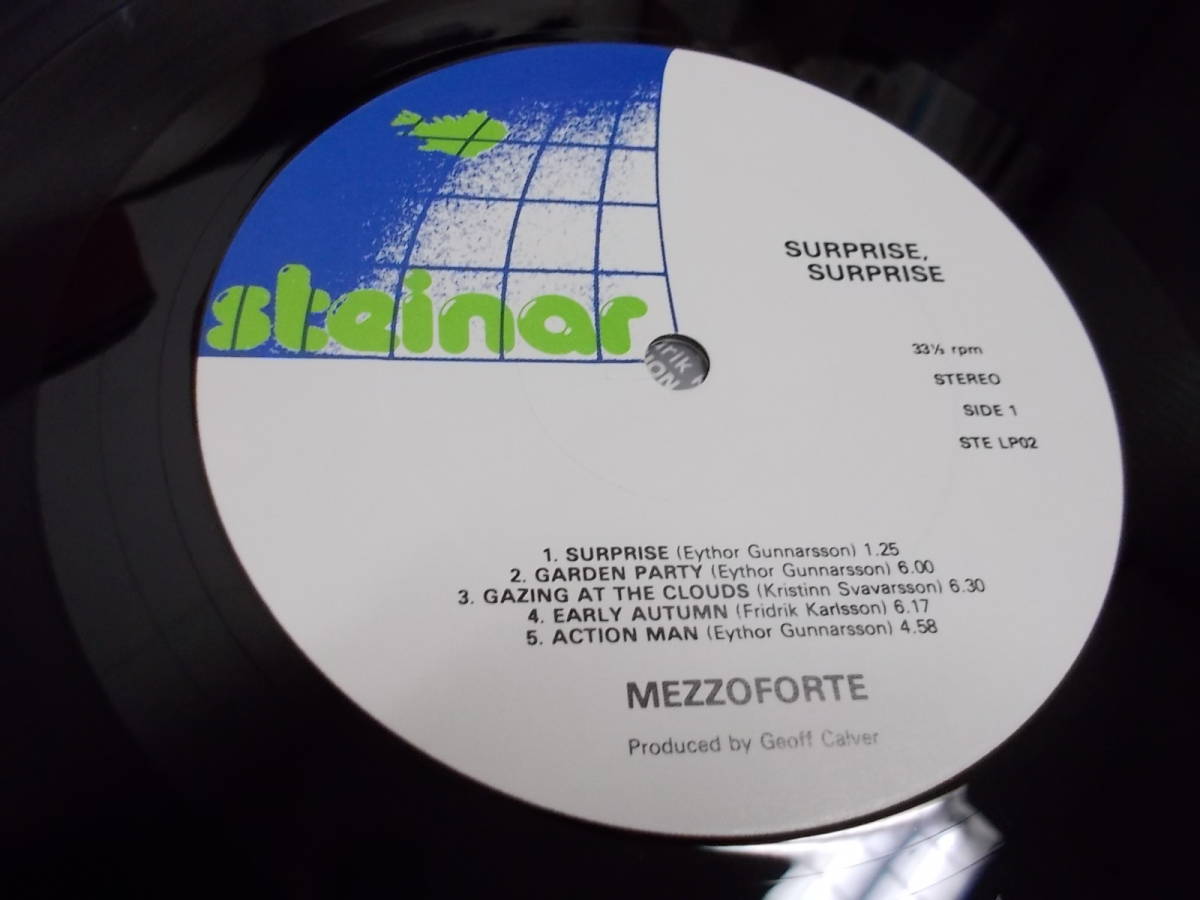 steinar
SURPRISE,
SURPRISE
33⅓ rpm
STEREO
SIDE 1
STE LP02
1. SURPRISE (Eythor Gunnarsson) 1.25
2. GARDEN PARTY (Eythor Gunnarsson) 6.00
3. GAZING AT THE CLOUDS (Kristinn Svavarsson) 6.30
4. EARLY AUTUMN (Fridrik Karlsson) 6.17
5. ACTION MAN (Eythor Gunnarsson) 4.58
MEZZOFORTE
Produced by Geoff Calver